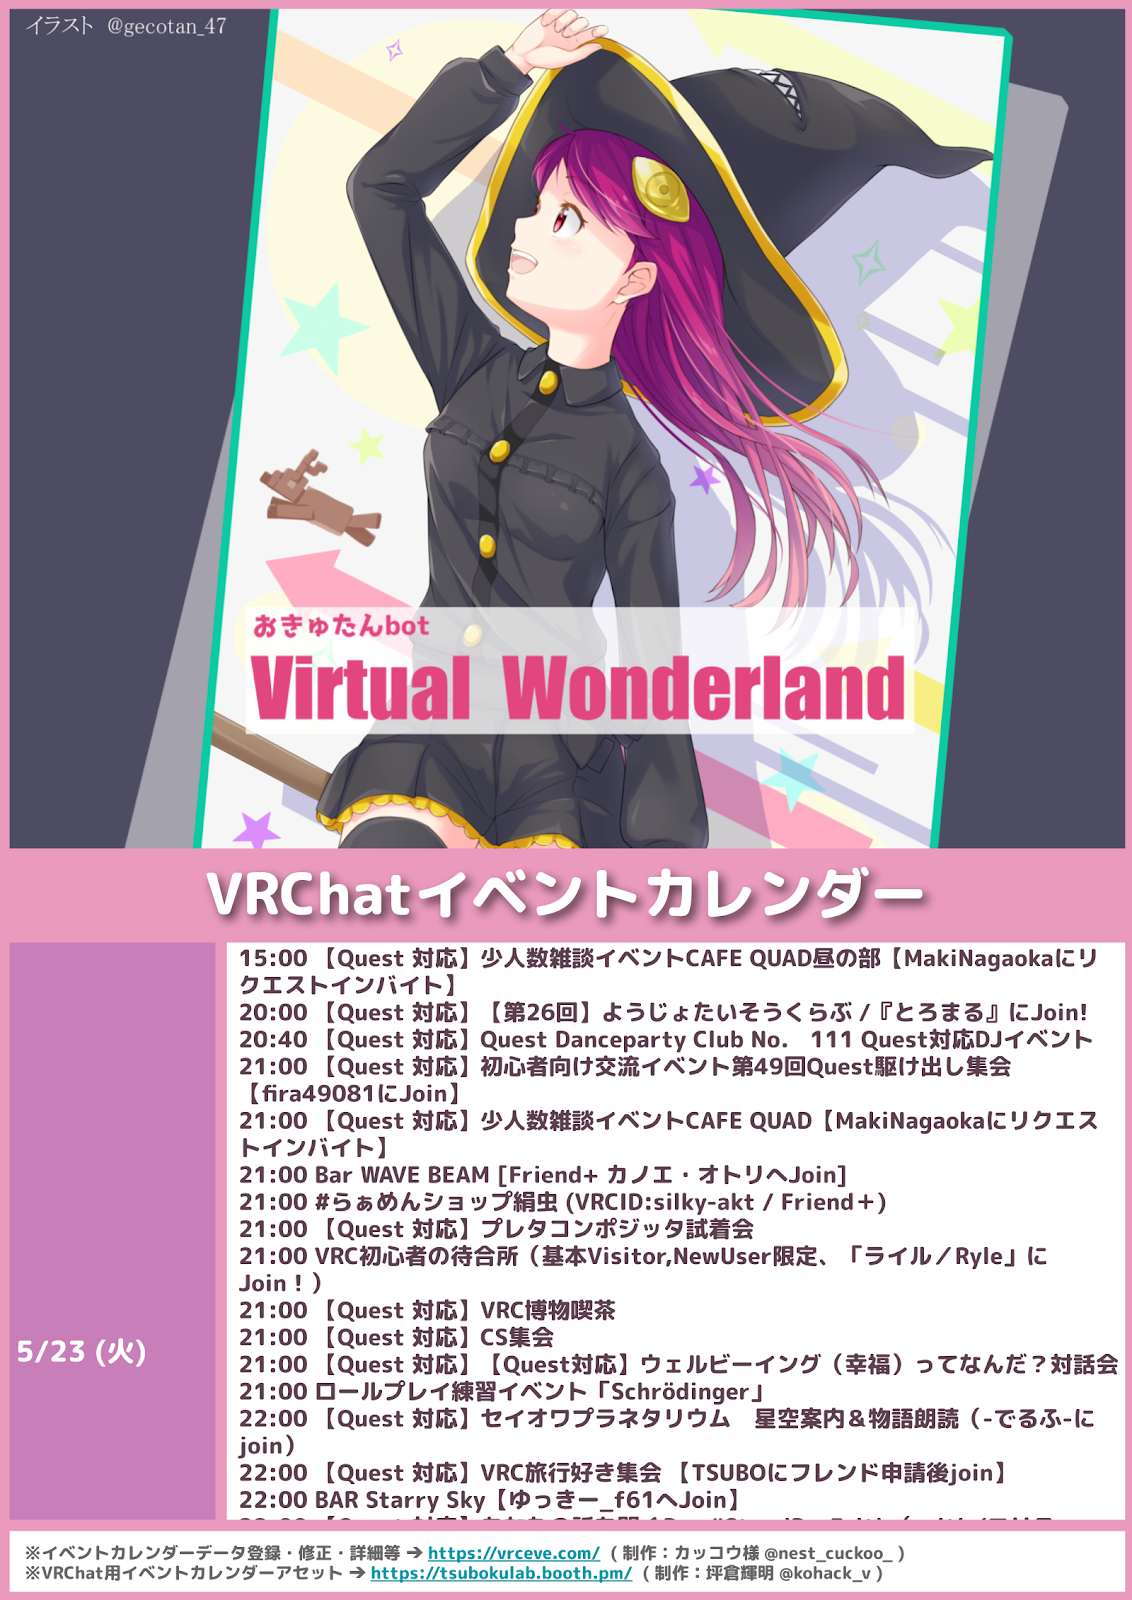 イラスト @gecotan_47
おきゅたんbot
Virtual Wonderland
VRChatイベントカレンダー
5/23 (火)
15:00 【Quest 対応】少人数雑談イベントCAFE QUAD昼の部【MakiNagaokaにリ
クエストインバイト】
20:00 【Quest 対応】【第26回】ようじょたいそうくらぶ /『とろまる』にJoin!
20:40 【Quest 対応】Quest Danceparty Club No.　111 Quest対応DJイベント
21:00 【Quest 対応】初心者向け交流イベント第49回Quest駆け出し集会
【fira49081にJoin】
21:00 【Quest 対応】少人数雑談イベントCAFE QUAD【MakiNagaokaにリクエス
トインバイト】
21:00 Bar WAVE BEAM [Friend+ カノエ・オトリへJoin]
21:00 #らぁめんショップ絹虫 (VRCID:silky-akt / Friend＋)
21:00 【Quest 対応】プレタコンポジッタ試着会
21:00 VRC初心者の待合所（基本Visitor,NewUser限定、「ライル／Ryle」に
Join！）
21:00 【Quest 対応】VRC博物喫茶
21:00 【Quest 対応】CS集会
21:00 【Quest 対応】【Quest対応】ウェルビーイング（幸福）ってなんだ？対話会
21:00 ロールプレイ練習イベント「Schrödinger」
22:00 【Quest 対応】セイオワプラネタリウム　星空案内＆物語朗読（-でるふ-に
join）
22:00 【Quest 対応】VRC旅行好き集会 【TSUBOにフレンド申請後join】
22:00 BAR Starry Sky【ゆっきー_f61へJoin】
※イベントカレンダーデータ登録・修正・詳細等 ➔ https://vrceve.com/ （ 制作：カッコウ様 @nest_cuckoo_ ）
※VRChat用イベントカレンダーアセット ➔ https://tsubokulab.booth.pm/ （ 制作：坪倉輝明 @kohack_v ）